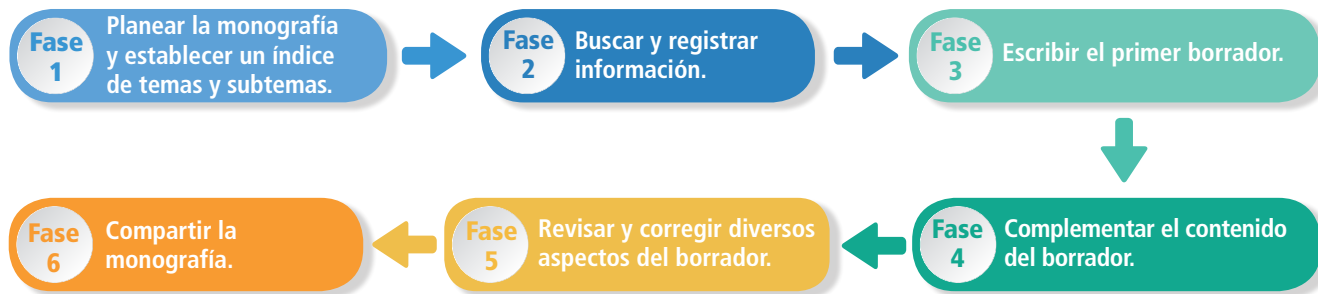 Fase
1
Planear la monografía
y establecer un índice
de temas y subtemas.
Fase
2
Buscar y registrar
información.
Fase
3
Escribir el primer borrador.
Fase
4
Complementar el contenido
del borrador.
Fase
5
Revisar y corregir diversos
aspectos del borrador.
Fase
6
Compartir la
monografía.